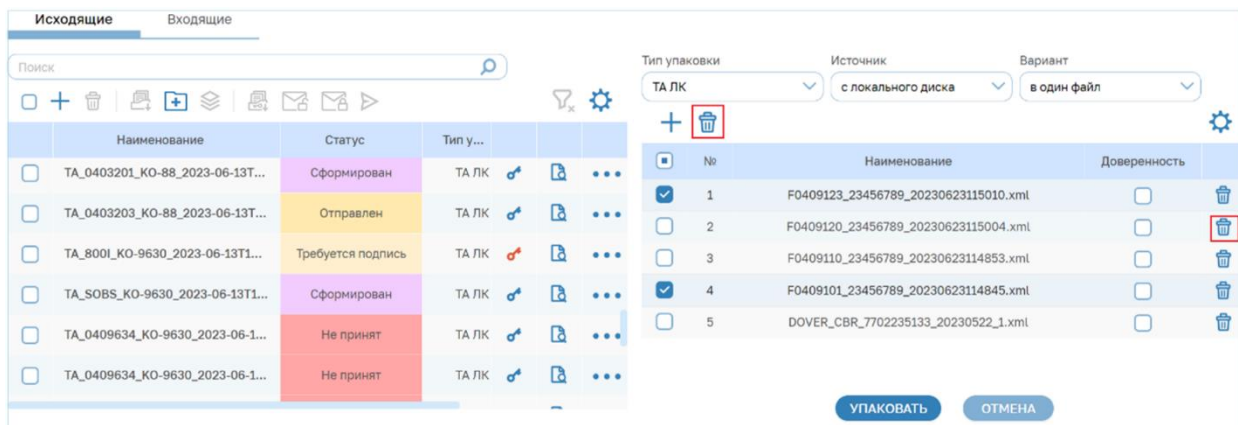 Исходящие Входящие
Поиск
Наименование Статус Тип у...
TA_0403201_KO-88_2023-06-13T... Сформирован ТА ЛК
TA_0403203_KO-88_2023-06-13T... Отправлен ТА ЛК
TA_800I_KO-9630_2023-06-13T1... Требуется подпись ТА ЛК
TA_SOBS_KO-9630_2023-06-13T1... Сформирован ТА ЛК
TA_0409634_KO-9630_2023-06-1... Не принят ТА ЛК
TA_0409634_KO-9630_2023-06-1... Не принят ТА ЛК
Тип упаковки Источник Вариант
ТА ЛК с локального диска в один файл
№ Наименование Доверенность
1 F0409123_23456789_20230623115010.xml
2 F0409120_23456789_20230623115004.xml
3 F0409110_23456789_20230623114853.xml
4 F0409101_23456789_20230623114845.xml
5 DOVER_CBR_7702235133_20230522_1.xml
УПАКОВАТЬ ОТМЕНА